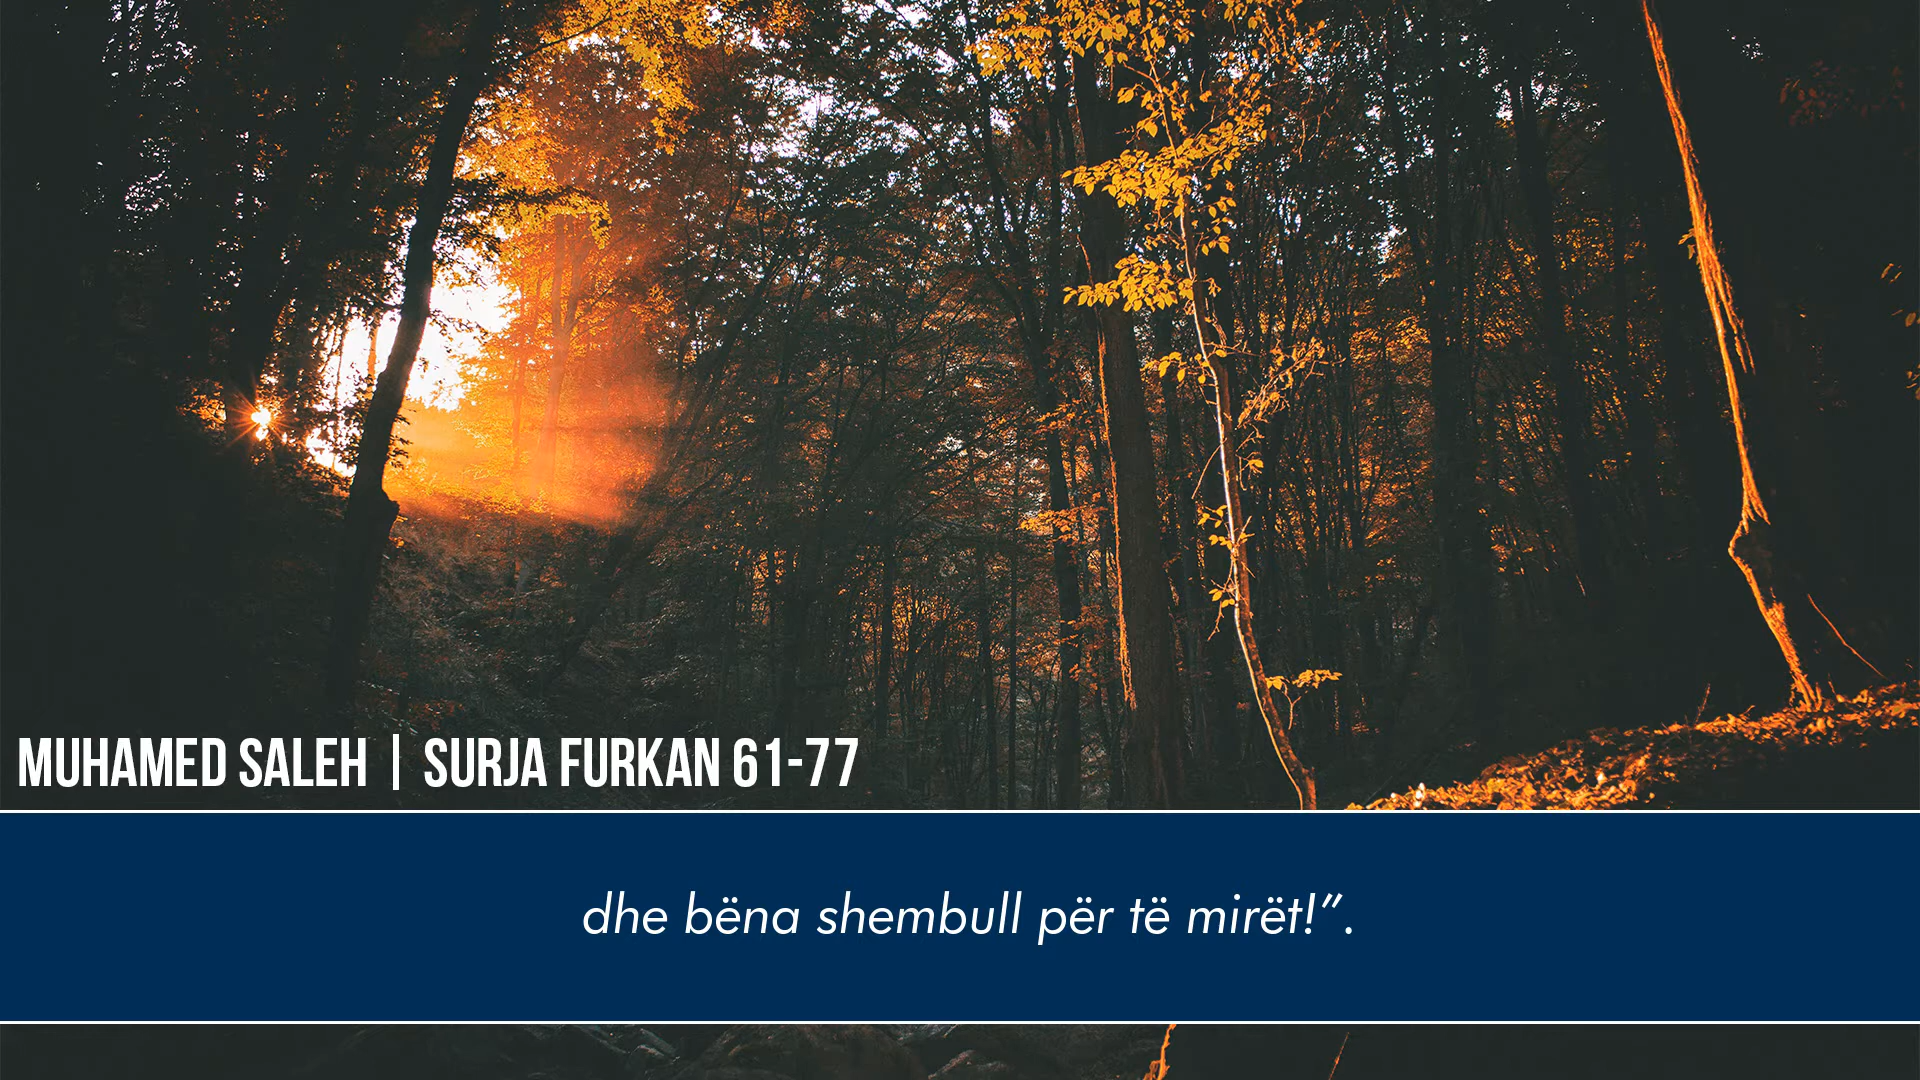 MUHAMED SALEH | SURJA FURKAN 61-77
dhe bëna shembull për të mirët!”.